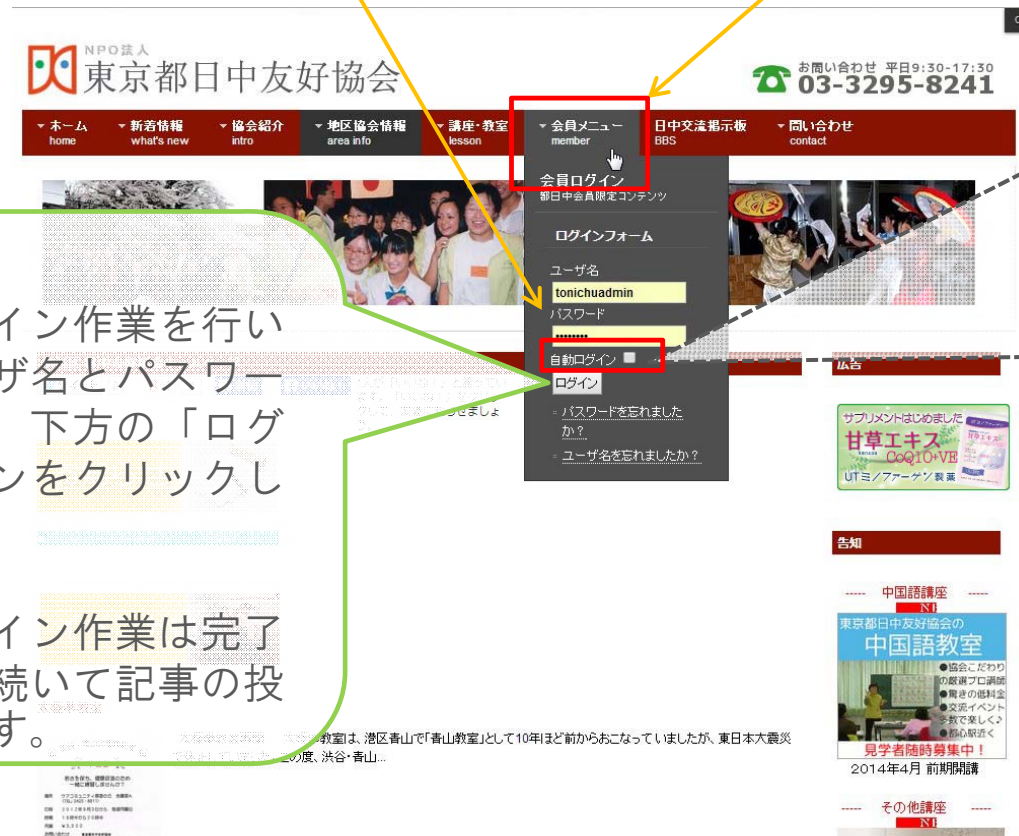 NPO法人
東京都日中友好協会
お問い合わせ 平日9:30-17:30
03-3295-8241
ホーム
home
新着情報
what's new
協会紹介
intro
地区協会情報
area info
講座・教室
lesson
会員メニュー
member
日中交流掲示板
BBS
問い合わせ
contact
会員ログイン
都日中会員限定コンテンツ
ログインフォーム
ユーザ名
tonichuadmin
パスワード
自動ログイン
ログイン
パスワードを忘れました
か？
ユーザ名を忘れましたか？
イン作業を行い
ザ名とパスワー
下方の「ログ
ンをクリックし
イン作業は完了
続いて記事の投
す。
広告
サプリメントはじめました
甘草エキス
CoQ10+VE
UTミノファーゲン製薬
告知
中国語講座
東京都日中友好協会の
中国語教室
●協会こだわり
の厳選プロ講師
●驚きの低料金
●交流イベント
多数で楽しく♪
●都心駅近く
見学者随時募集中！
2014年4月 前期開講
その他講座
教室は、港区青山で「青山教室」として10年ほど前からおこなっていましたが、東日本大震災
の度、渋谷・青山...